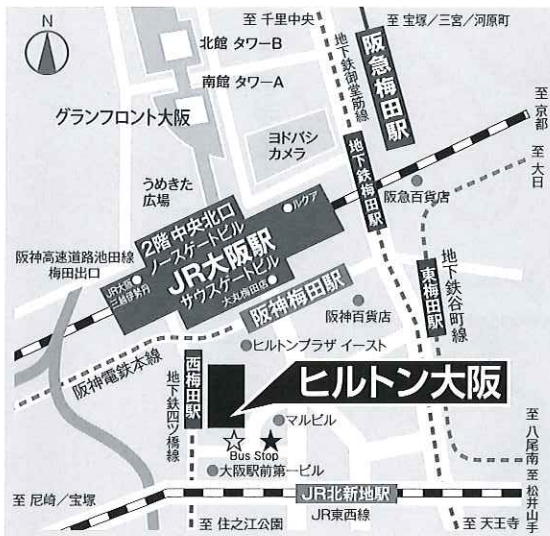 N
至 千里中央
至 宝塚／三宮／河原町
北館 タワーB
南館 タワーA
地下鉄御堂筋線
阪急梅田駅
グランフロント大阪
ヨドバシ
カメラ
至 京都
至 大日
うめきた
広場
ルクア
地下鉄梅田駅
阪急百貨店
2階 中央北口
ノースゲートビル
JR大阪駅
サウスゲートビル
阪神高速道路池田線
梅田出口
JR大阪
三越伊勢丹
大丸梅田店
阪神梅田駅
阪神百貨店
東梅田駅
地下鉄谷町線
ヒルトンプラザ イースト
阪神電鉄本線
西梅田駅
地下鉄四ツ橋線
ヒルトン大阪
マルビル
Bus Stop
大阪駅前第一ビル
至 八尾南
至 松井山手
至 尼崎／宝塚
JR北新地駅
JR東西線
至 住之江公園
至 天王寺